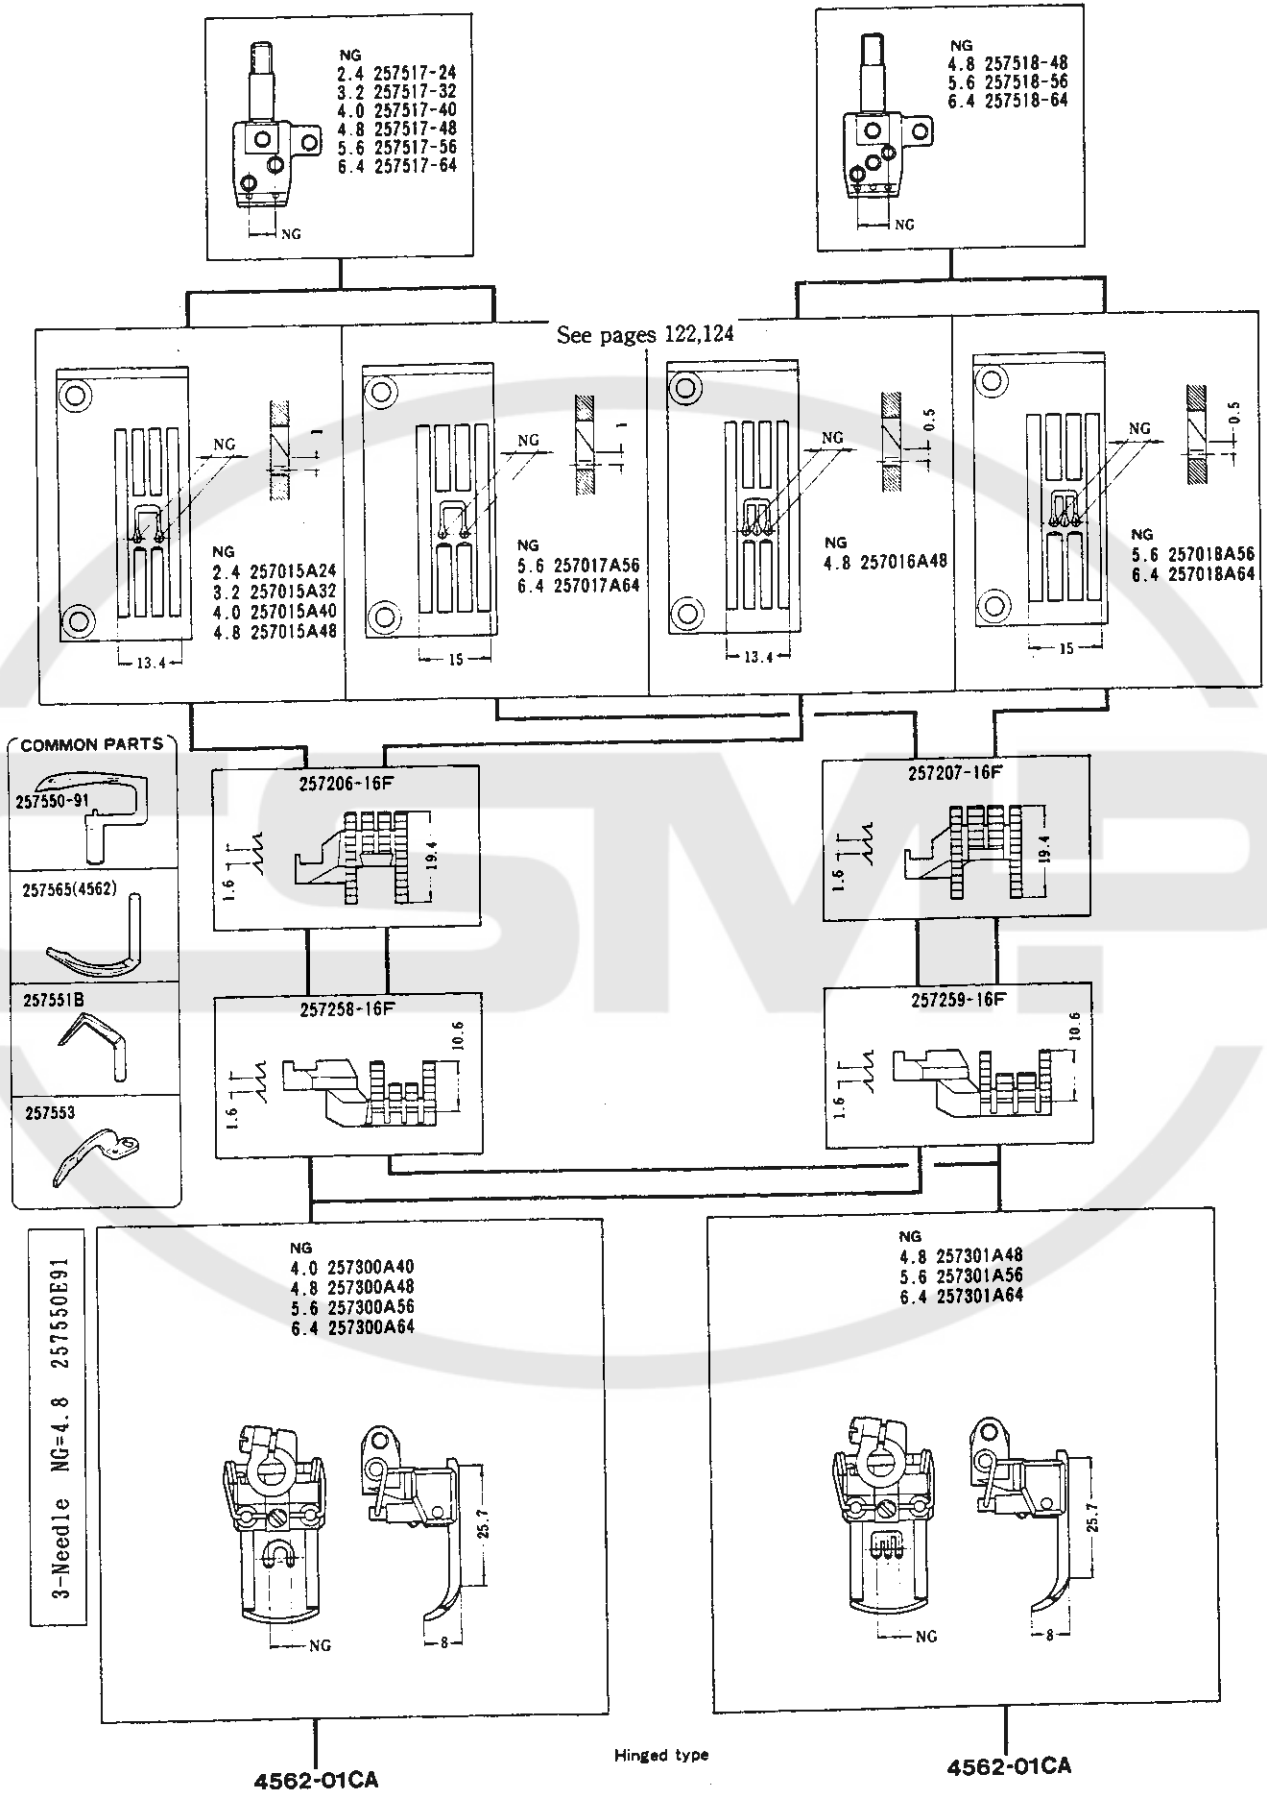 NG
2.4 257517-24
3.2 257517-32
4.0 257517-40
4.8 257517-48
5.6 257517-56
6.4 257517-64
NG
NG
4.8 257518-48
5.6 257518-56
6.4 257518-64
NG
See pages 122,124
NG
1
NG
2.4 257015A24
3.2 257015A32
4.0 257015A40
4.8 257015A48
13.4
NG
1
NG
5.6 257017A56
6.4 257017A64
15
NG
0.5
NG
4.8 257016A48
13.4
NG
0.5
NG
5.6 257018A56
6.4 257018A64
15
COMMON PARTS
257550-91
257565(4562)
257551B
257553
257206-16F
1.6
19.4
257207-16F
1.6
19.4
257258-16F
1.6
10.6
257259-16F
1.6
10.6
3-Needle NG=4.8 257550E91
NG
4.0 257300A40
4.8 257300A48
5.6 257300A56
6.4 257300A64
25.7
NG
8
NG
4.8 257301A48
5.6 257301A56
6.4 257301A64
25.7
NG
8
4562-01CA
Hinged type
4562-01CA
SMP